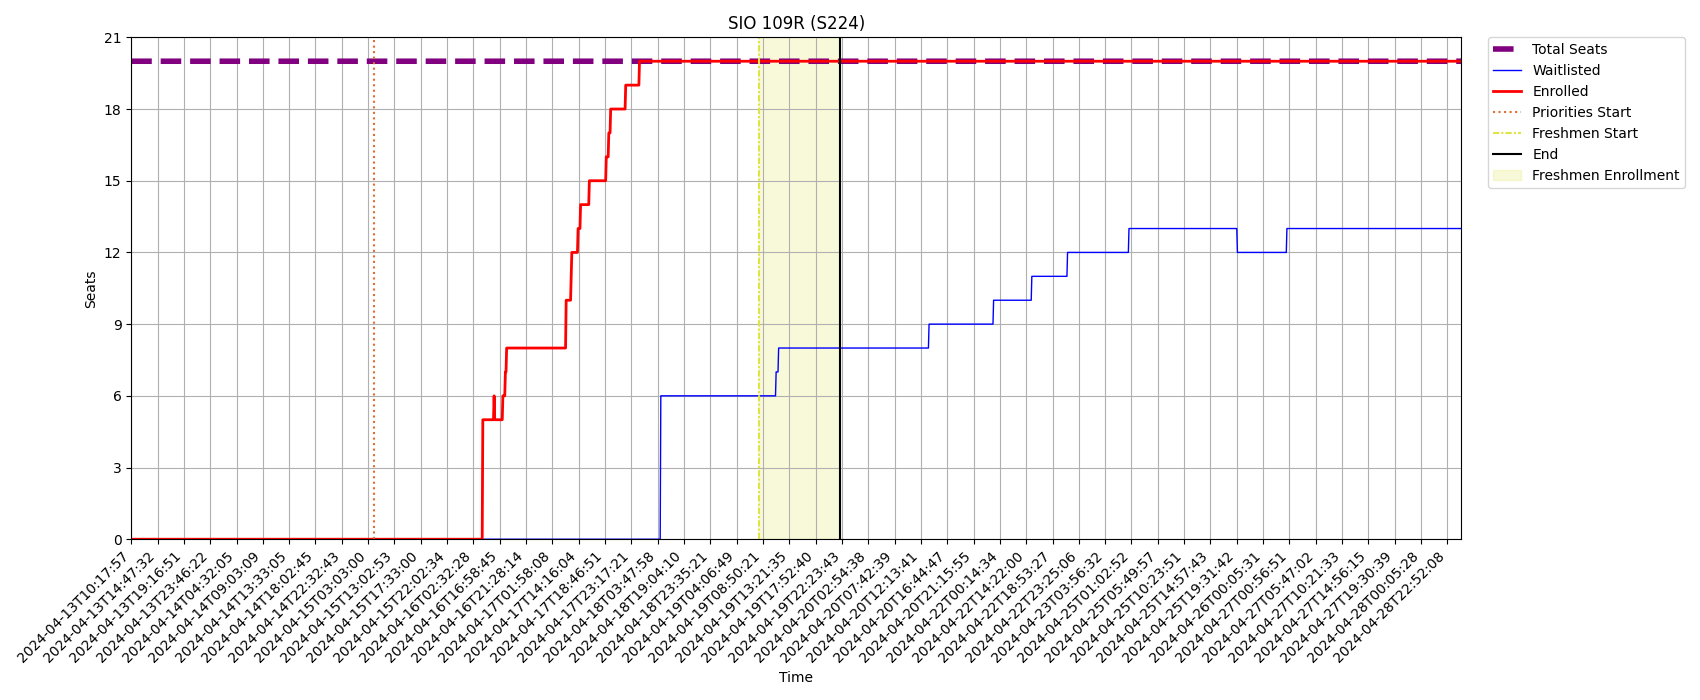 SIO 109R (S224)
21
18
15
12
9
6
3
0
Seats
2024-04-13T10:17:57
2024-04-13T14:47:32
2024-04-13T19:16:51
2024-04-13T23:46:22
2024-04-14T04:32:05
2024-04-14T09:03:09
2024-04-14T13:33:05
2024-04-14T18:02:45
2024-04-14T22:32:43
2024-04-15T03:03:00
2024-04-15T13:02:53
2024-04-15T17:33:00
2024-04-15T22:02:34
2024-04-16T02:32:28
2024-04-16T16:58:45
2024-04-16T21:28:14
2024-04-17T01:58:08
2024-04-17T14:16:04
2024-04-17T18:46:51
2024-04-17T23:17:21
2024-04-18T03:47:58
2024-04-18T19:04:10
2024-04-18T23:35:21
2024-04-19T04:06:49
2024-04-19T08:50:21
2024-04-19T13:21:35
2024-04-19T17:52:40
2024-04-19T22:23:43
2024-04-20T02:54:38
2024-04-20T07:42:39
2024-04-20T12:13:41
2024-04-20T16:44:47
2024-04-20T21:15:55
2024-04-22T00:14:34
2024-04-22T14:22:00
2024-04-22T18:53:27
2024-04-22T23:25:06
2024-04-23T03:56:32
2024-04-25T01:02:52
2024-04-25T05:49:57
2024-04-25T10:23:51
2024-04-25T14:57:43
2024-04-25T19:31:42
2024-04-26T00:05:31
2024-04-27T00:56:51
2024-04-27T05:47:02
2024-04-27T10:21:33
2024-04-27T14:56:15
2024-04-27T19:30:39
2024-04-28T00:05:28
2024-04-28T22:52:08
Time
Total Seats
Waitlisted
Enrolled
Priorities Start
Freshmen Start
End
Freshmen Enrollment